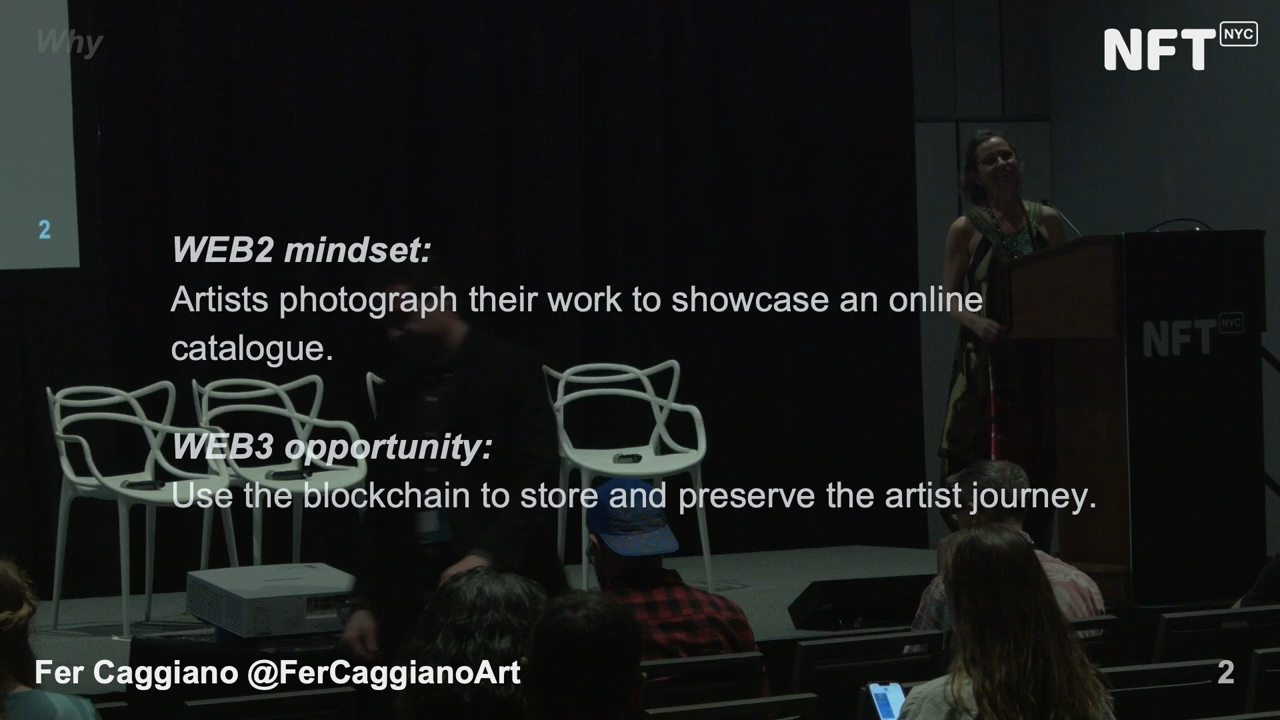 Why
NFT NYC
2
WEB2 mindset:
Artists photograph their work to showcase an online
catalogue.
NFT NYC
WEB3 opportunity:
Use the blockchain to store and preserve the artist journey.
Fer Caggiano @FerCaggianoArt
2